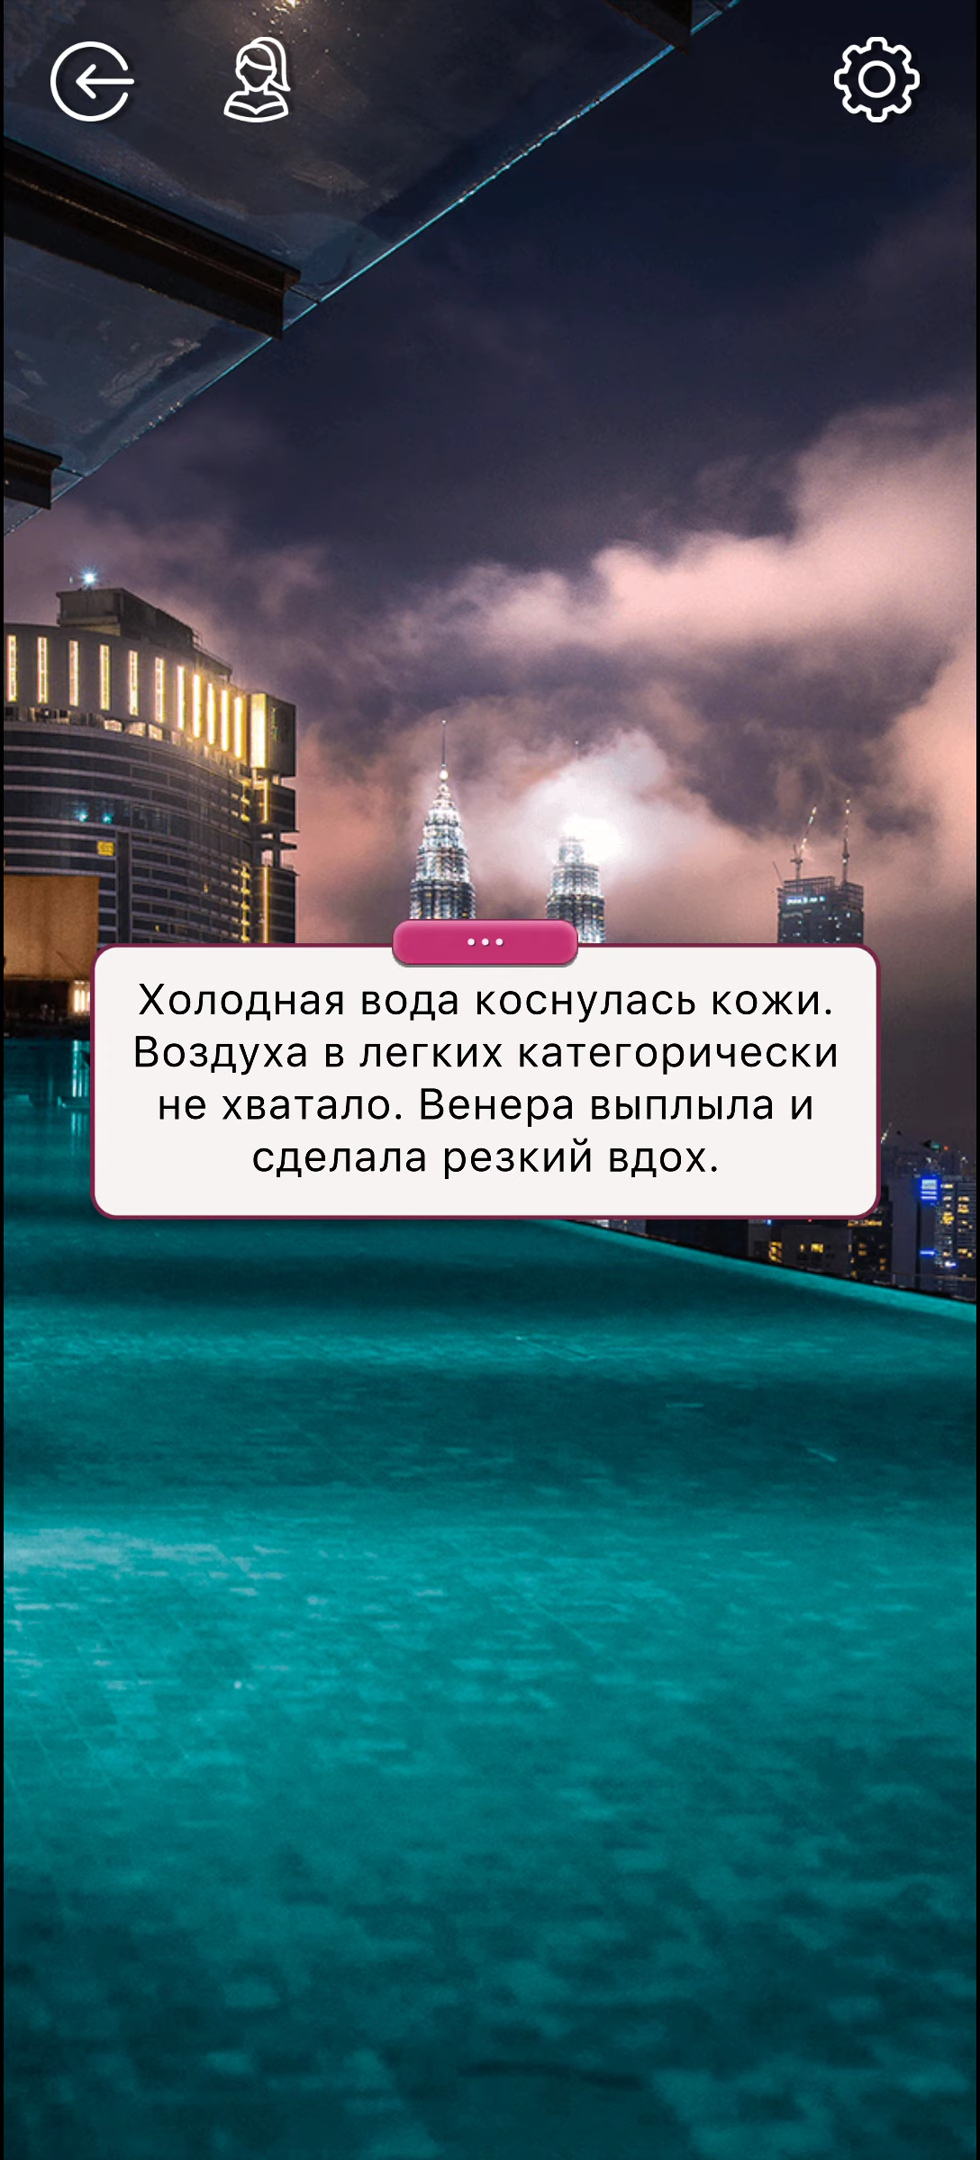 ...
Холодная вода коснулась кожи.
Воздуха в легких категорически
не хватало. Венера выплыла и
сделала резкий вдох.